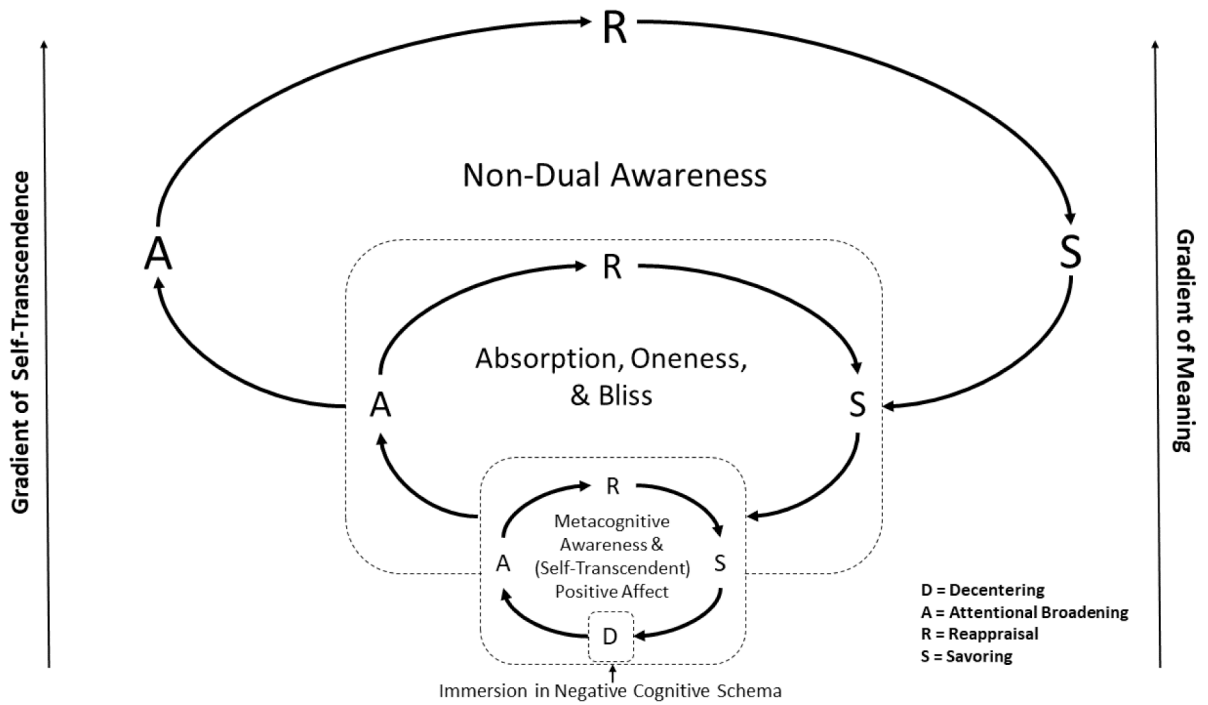 R
Gradient of Self-Transcendence
Non-Dual Awareness
Gradient of Meaning
A
S
R
Absorption, Oneness,
& Bliss
A
S
R
Metacognitive
Awareness &
(Self-Transcendent)
Positive Affect
A
S
D
D = Decentering
A = Attentional Broadening
R = Reappraisal
S = Savoring
Immersion in Negative Cognitive Schema